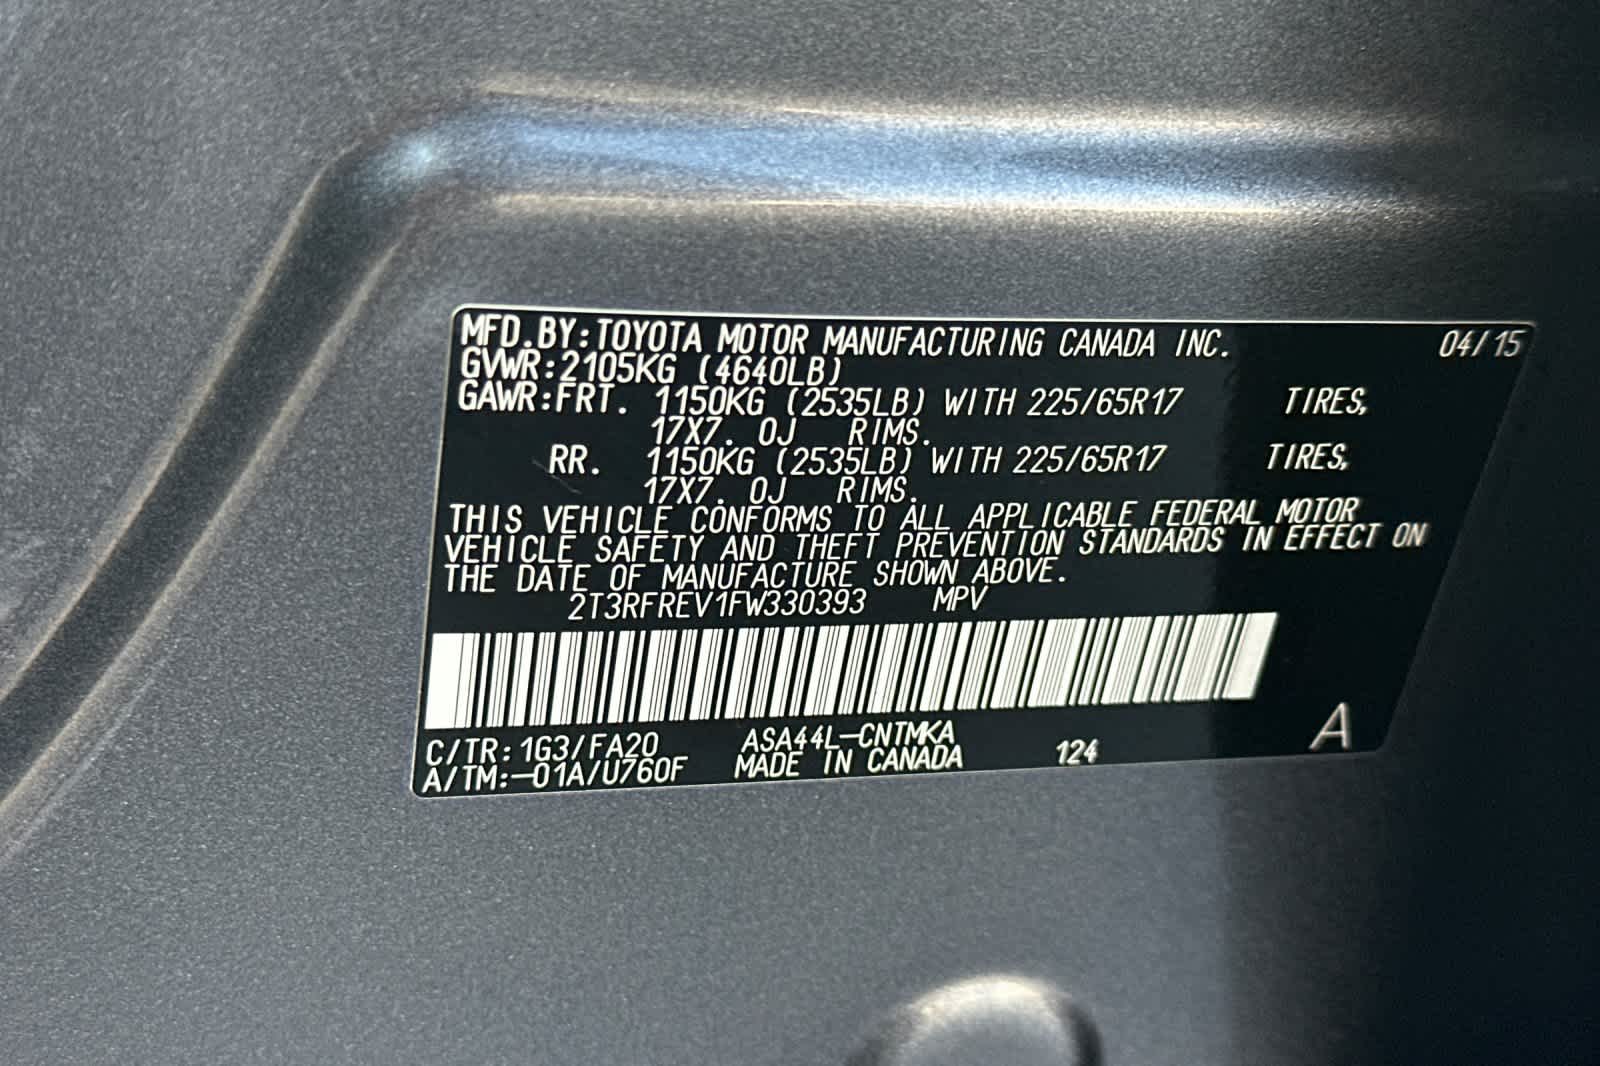 MFD.BY:TOYOTA MOTOR MANUFACTURING CANADA INC. 04/15
GVWR:2105KG (4640LB)
GAWR:FRT. 1150KG (2535LB) WITH 225/65R17 TIRES,
17X7. 0J RIMS.
RR. 1150KG (2535LB) WITH 225/65R17 TIRES,
17X7. 0J RIMS.
THIS VEHICLE CONFORMS TO ALL APPLICABLE FEDERAL MOTOR
VEHICLE SAFETY AND THEFT PREVENTION STANDARDS IN EFFECT ON
THE DATE OF MANUFACTURE SHOWN ABOVE.
2T3RFREV1FW330393 MPV
C/TR:1G3/FA20 ASA44L-CNTMKA 124 A
A/TM:-01A/U760F MADE IN CANADA